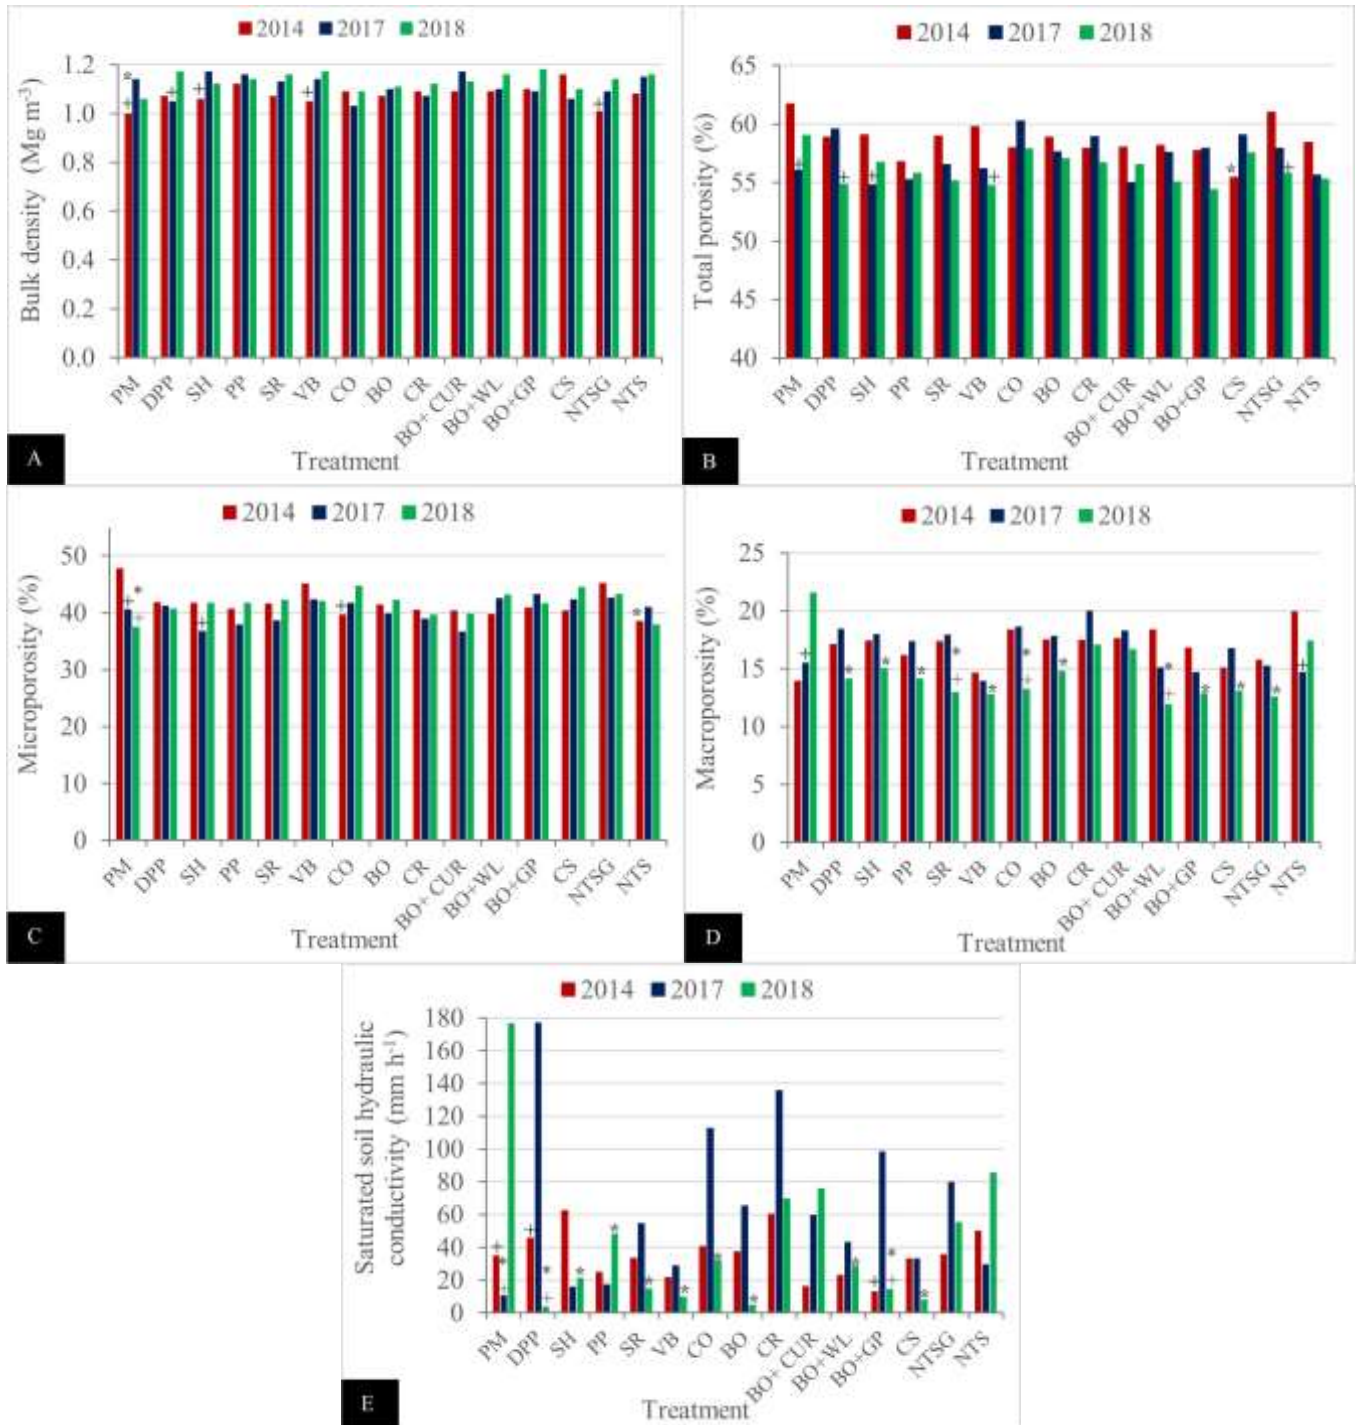 2014 2017 2018
Bulk density (Mg m-3)
1.2
1.0
0.8
0.6
0.4
0.2
0.0
* + + + + +
PM DPP SH PP SR VB CO BO CR BO+ CUR BO+WL BO+GP CS NTSG NTS
Treatment
A
2014 2017 2018
Total porosity (%)
65
60
55
50
45
40
+ + + + * +
PM DPP SH PP SR VB CO BO CR BO+ CUR BO+WL BO+GP CS NTSG NTS
Treatment
B
2014 2017 2018
Microporosity (%)
50
40
30
20
10
0
+ * + + + *
PM DPP SH PP SR VB CO BO CR BO+ CUR BO+WL BO+GP CS NTSG NTS
Treatment
C
2014 2017 2018
Macroporosity (%)
25
20
15
10
5
0
+ * * * * + * * + * * + * * * +
PM DPP SH PP SR VB CO BO CR BO+ CUR BO+WL BO+GP CS NTSG NTS
Treatment
D
2014 2017 2018
Saturated soil hydraulic
conductivity (mm h-1)
180
160
140
120
100
80
60
40
20
0
+ * + + * + * * * * * * * + * + *
PM DPP SH PP SR VB CO BO CR BO+ CUR BO+WL BO+GP CS NTSG NTS
Treatment
E